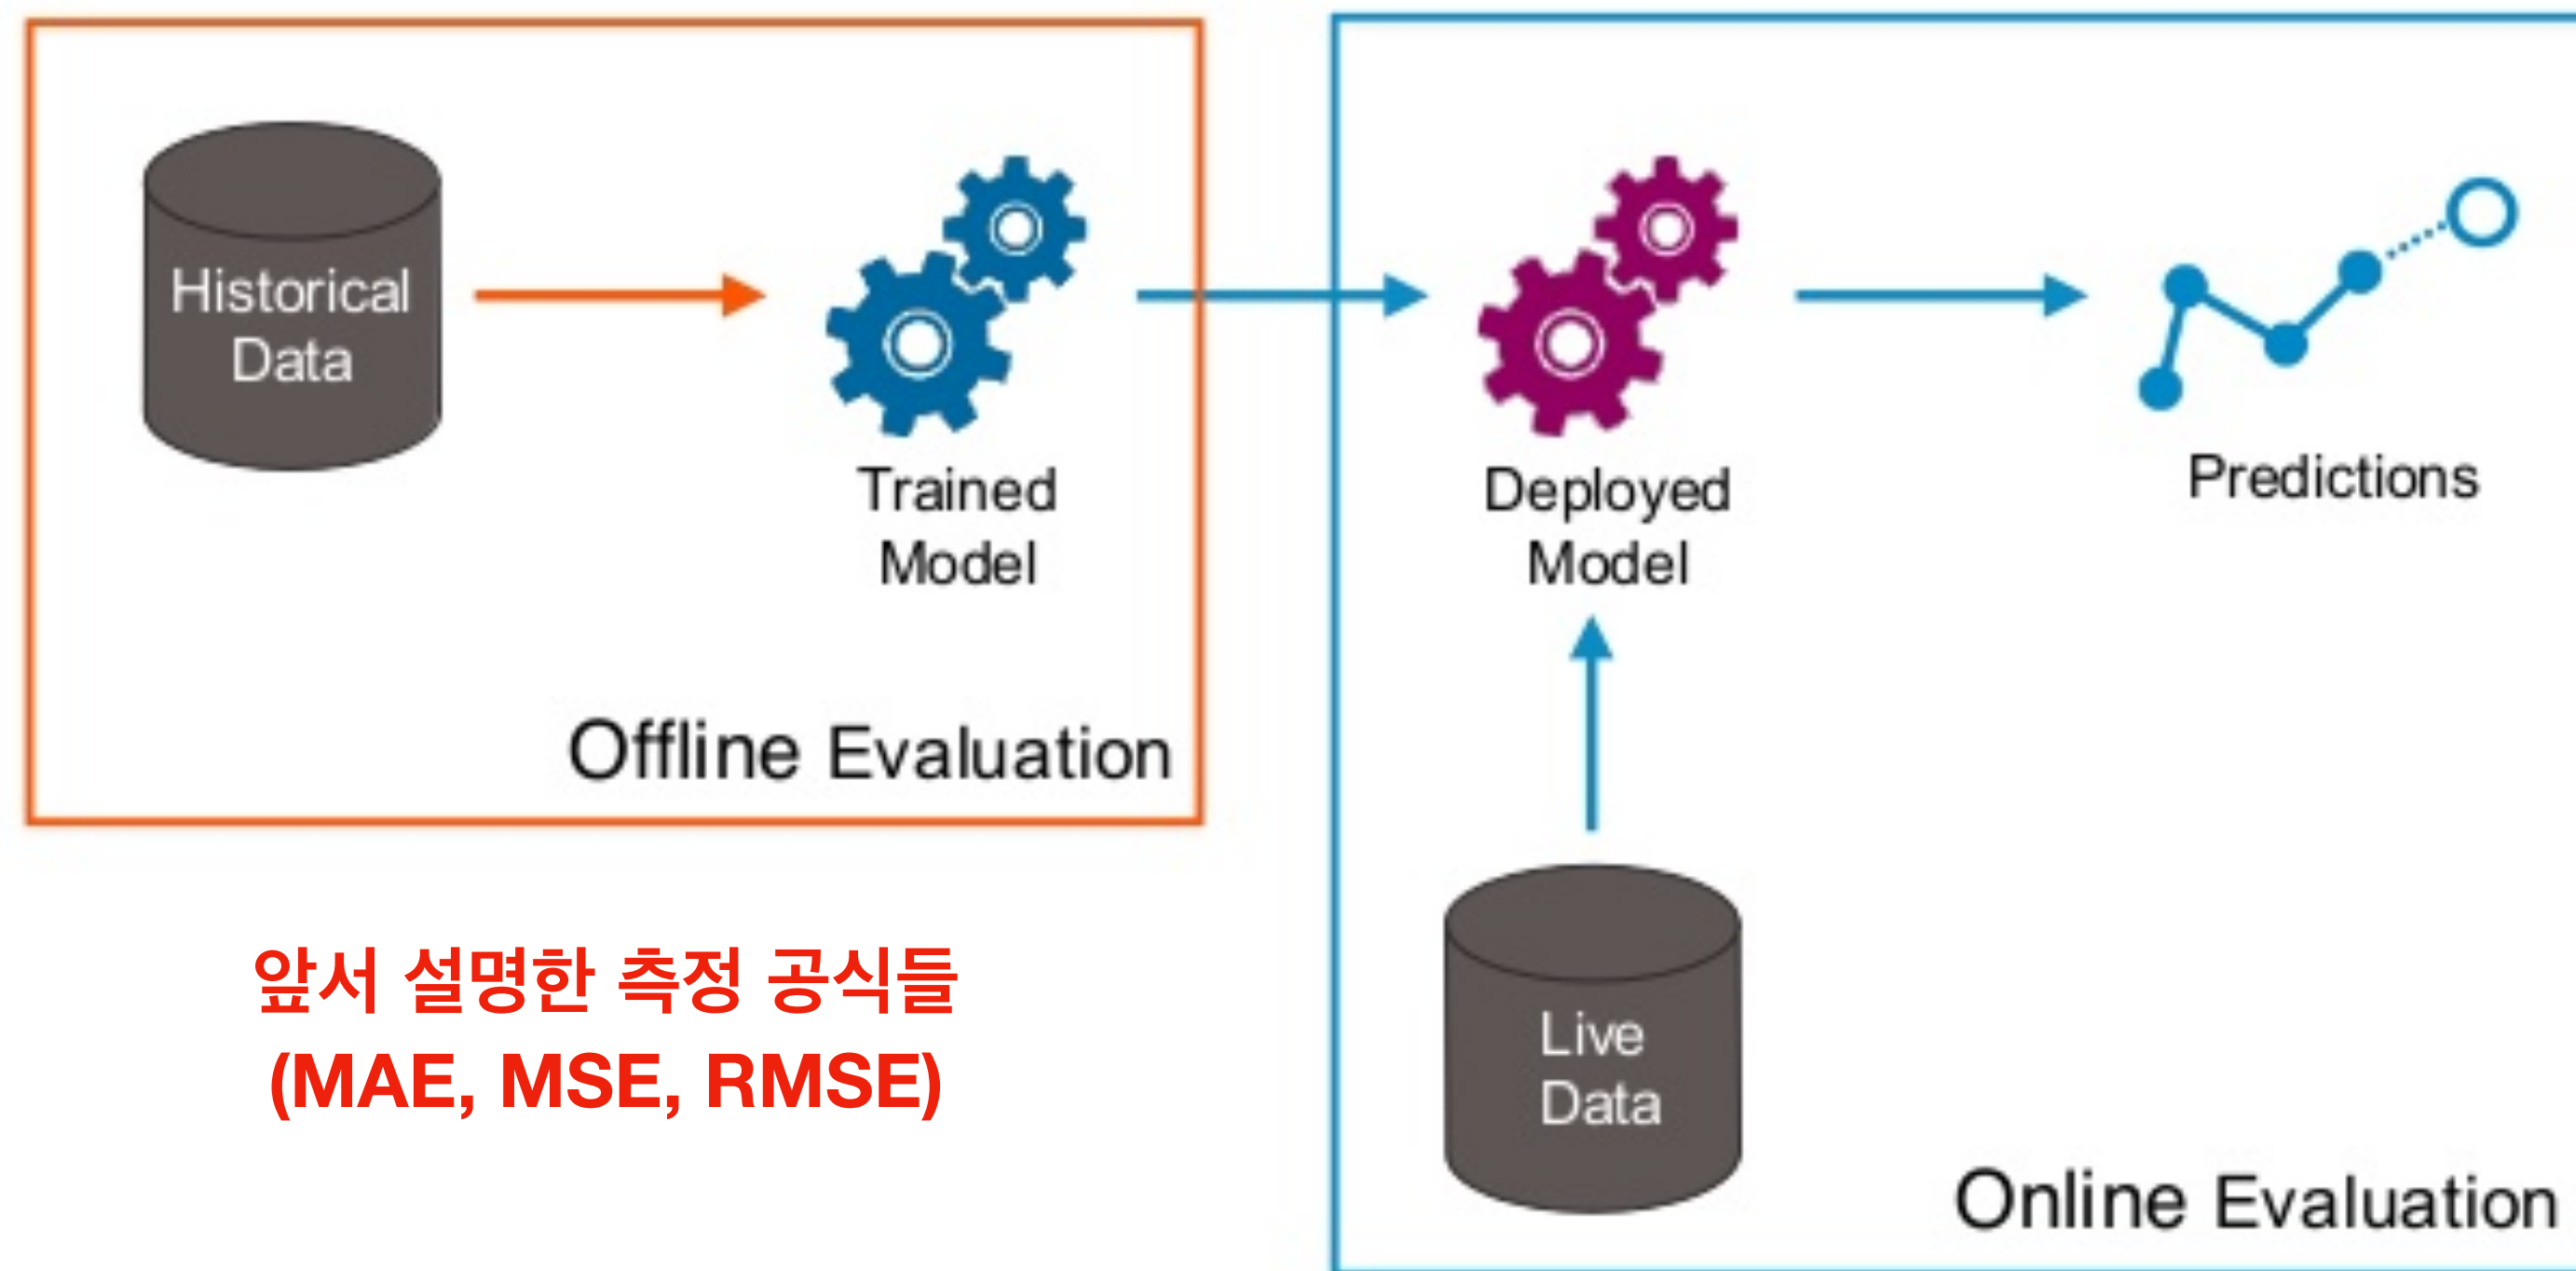 Historical
Data
Trained
Model
Offline Evaluation
앞서 설명한 측정 공식들
(MAE, MSE, RMSE)
Deployed
Model
Predictions
Live
Data
Online Evaluation